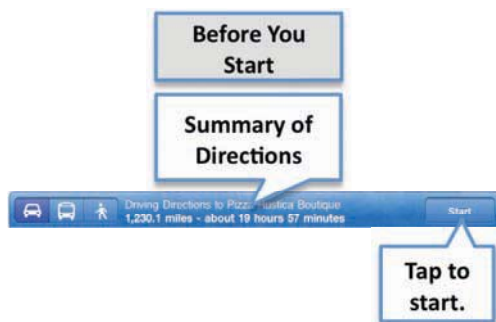 Before You
Start
Summary of
Directions
Driving Directions to Pizza Rustica Boutique
1,230.1 miles - about 19 hours 57 minutes
Start
Tap to
start.